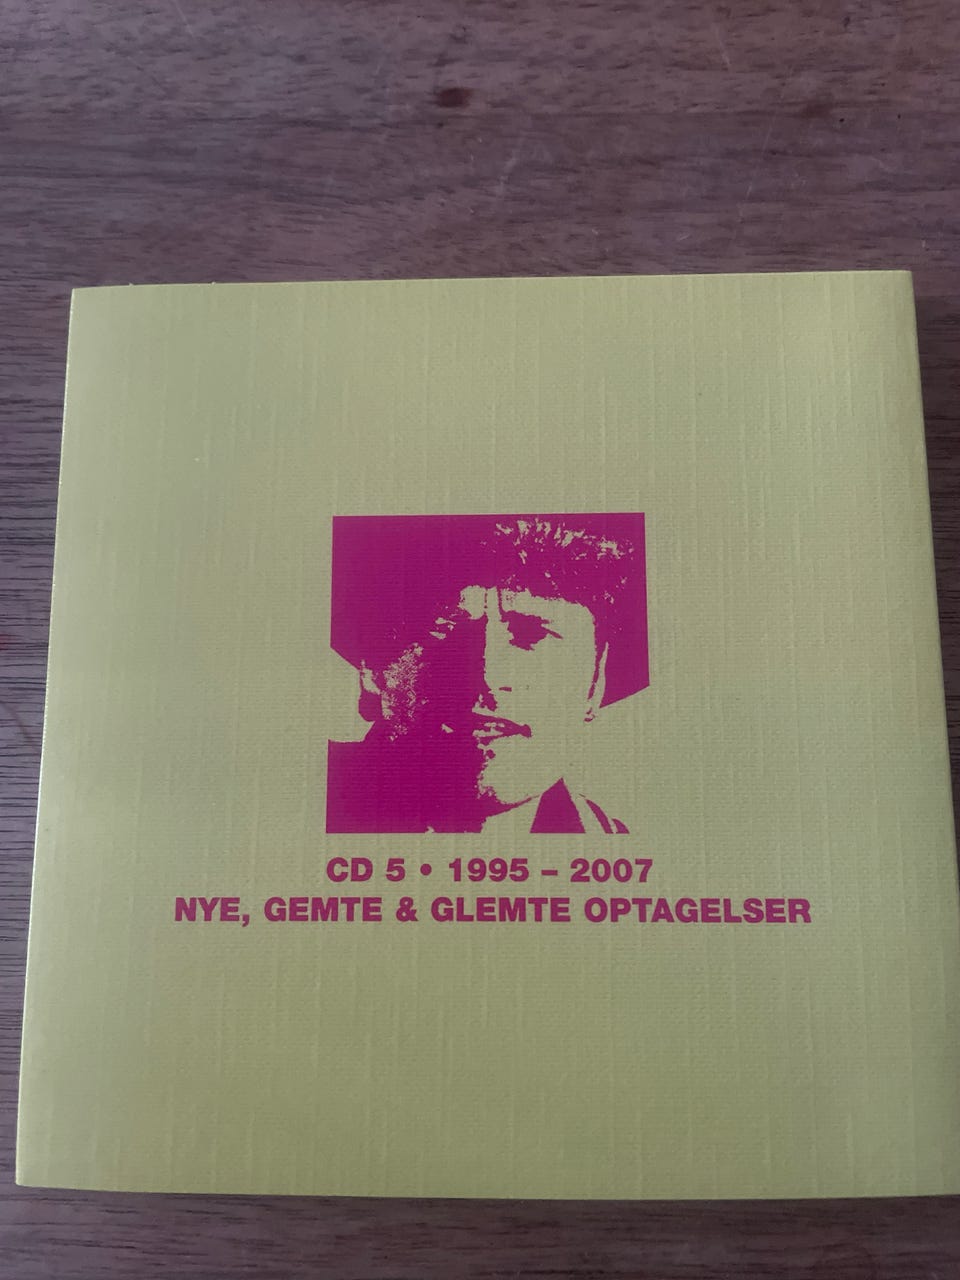 CD 5 • 1995 – 2007
NYE, GEMTE & GLEMTE OPTAGELSER